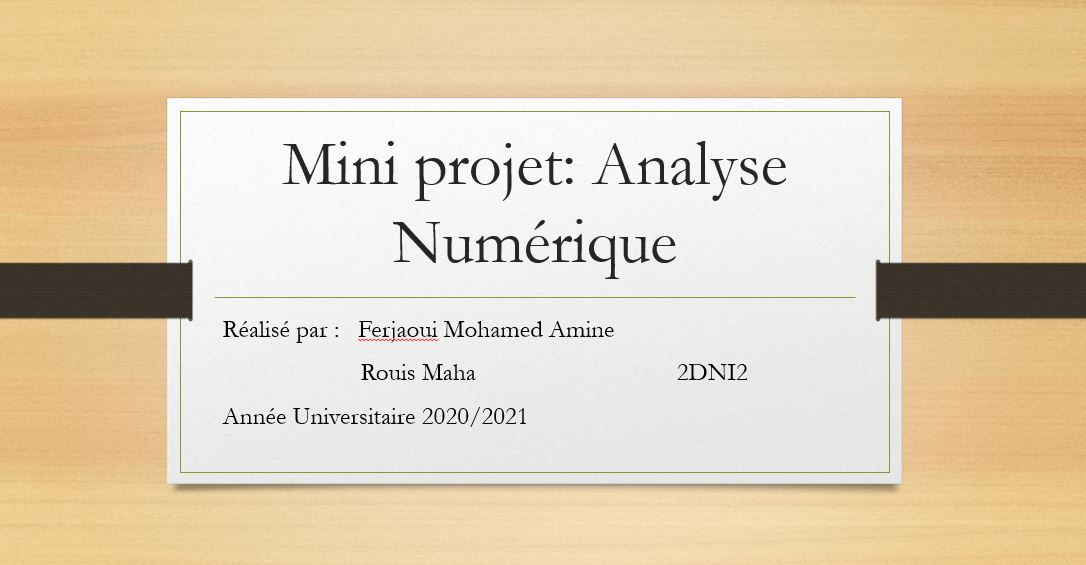 Mini projet: Analyse
Numérique
Réalisé par : Ferjaoui Mohamed Amine
Rouis Maha 2DNI2
Année Universitaire 2020/2021